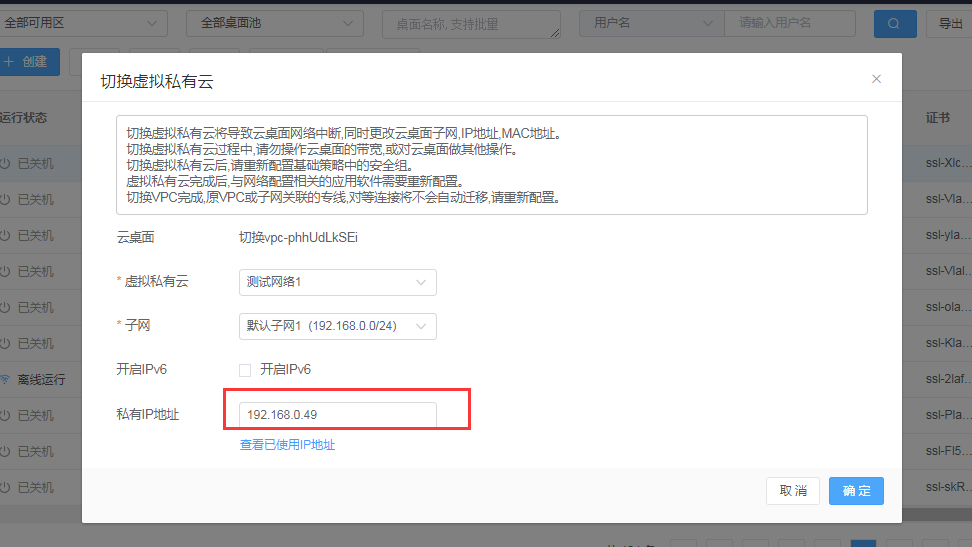 全部可用区
全部桌面池
桌面名称, 支持批量
用户名
请输入用户名
导出
创建
运行状态
证书
已关机
ssl-Xlc...
已关机
ssl-Vla...
已关机
ssl-yla...
已关机
ssl-Vlal...
已关机
ssl-ola...
已关机
ssl-Kla...
离线运行
ssl-2laf...
已关机
ssl-Pla...
已关机
ssl-Fl5...
已关机
ssl-skR...
切换虚拟私有云
切换虚拟私有云将导致云桌面网络中断,同时更改云桌面子网,IP地址,MAC地址。
切换虚拟私有云过程中,请勿操作云桌面的带宽,或对云桌面做其他操作。
切换虚拟私有云后,请重新配置基础策略中的安全组。
虚拟私有云完成后,与网络配置相关的应用软件需要重新配置。
切换VPC完成,原VPC或子网关联的专线,对等连接将不会自动迁移,请重新配置。
云桌面
切换vpc-phhUdLkSEi
* 虚拟私有云
测试网络1
* 子网
默认子网1（192.168.0.0/24）
开启IPv6
开启IPv6
私有IP地址
192.168.0.49
查看已使用IP地址
取消
确定